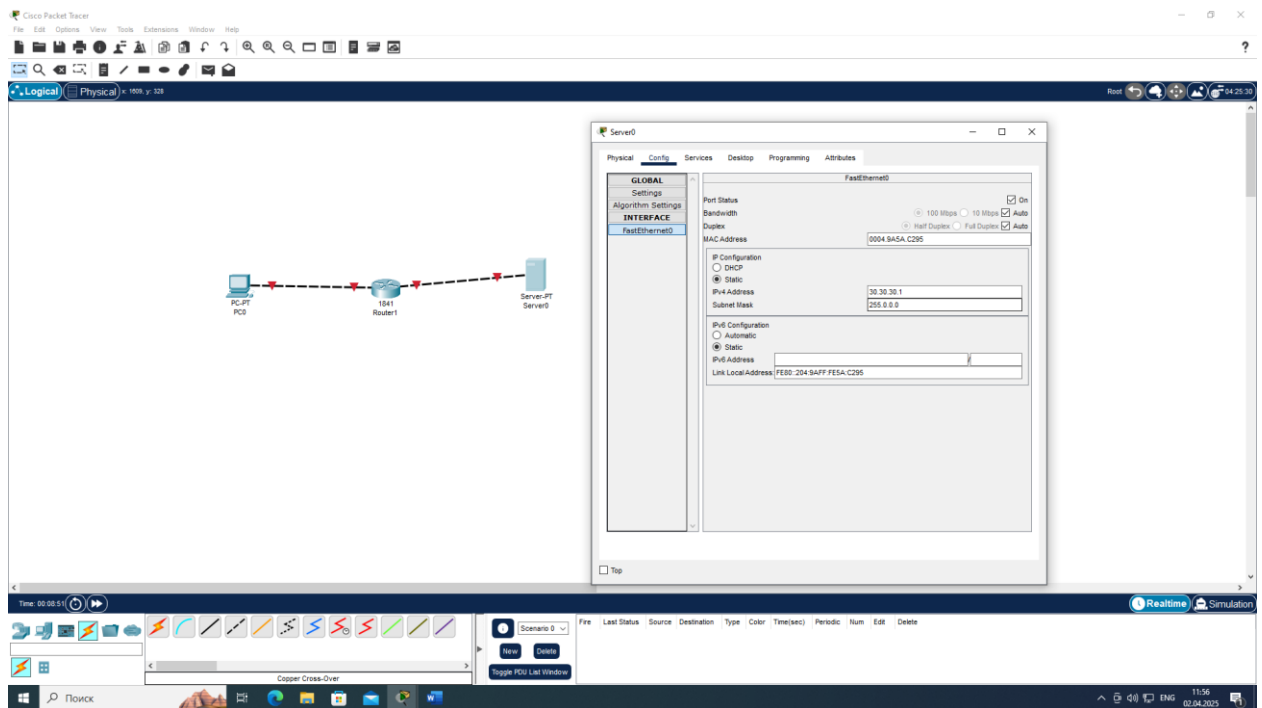 Cisco Packet Tracer
File Edit Options View Tools Extensions Window Help
?
Logical Physical x: 1609, y: 328
Root 04:25:30
Server0
Physical Config Services Desktop Programming Attributes
GLOBAL
Settings
Algorithm Settings
INTERFACE
FastEthernet0
FastEthernet0
Port Status On
Bandwidth 100 Mbps 10 Mbps Auto
Duplex Half Duplex Full Duplex Auto
MAC Address 0004.9A5A.C295
IP Configuration
DHCP
Static
IPv4 Address 30.30.30.1
Subnet Mask 255.0.0.0
IPv6 Configuration
Automatic
Static
IPv6 Address /
Link Local Address: FE80::204:9AFF:FE5A:C295
Top
PC-PT
PC0
1841
Router1
Server-PT
Server0
Time: 00:08:51
Realtime Simulation
Scenario 0
New Delete
Toggle PDU List Window
Fire Last Status Source Destination Type Color Time(sec) Periodic Num Edit Delete
Copper Cross-Over
Поиск
ENG
11:56
02.04.2025